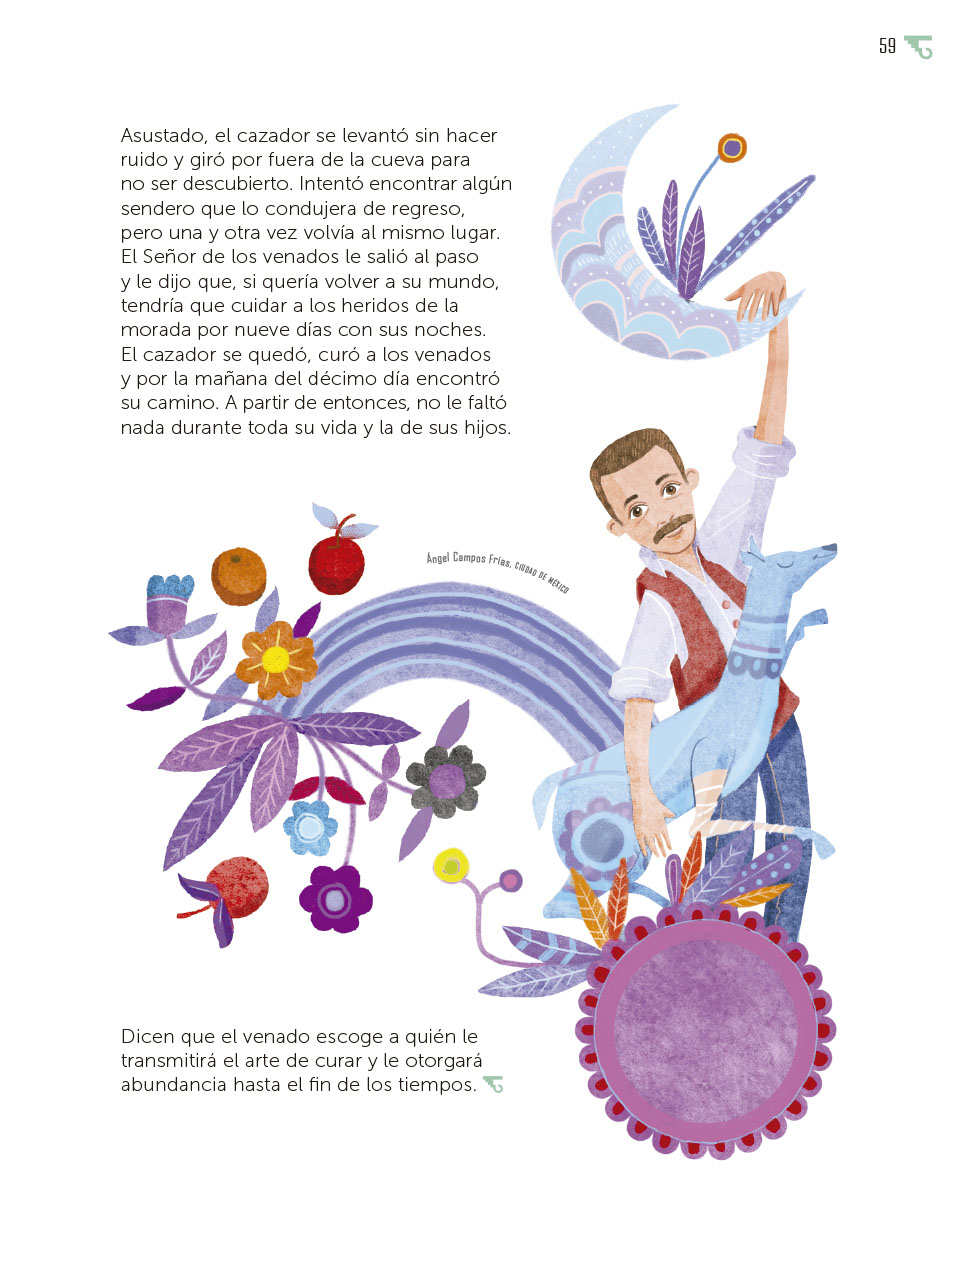 59
Asustado, el cazador se levantó sin hacer
ruido y giró por fuera de la cueva para
no ser descubierto. Intentó encontrar algún
sendero que lo condujera de regreso,
pero una y otra vez volvía al mismo lugar.
El Señor de los venados le salió al paso
y le dijo que, si quería volver a su mundo,
tendría que cuidar a los heridos de la
morada por nueve días con sus noches.
El cazador se quedó, curó a los venados
y por la mañana del décimo día encontró
su camino. A partir de entonces, no le faltó
nada durante toda su vida y la de sus hijos.
Ángel Campos Frías, CIUDAD DE MÉXICO
Dicen que el venado escoge a quién le
transmitirá el arte de curar y le otorgará
abundancia hasta el fin de los tiempos.